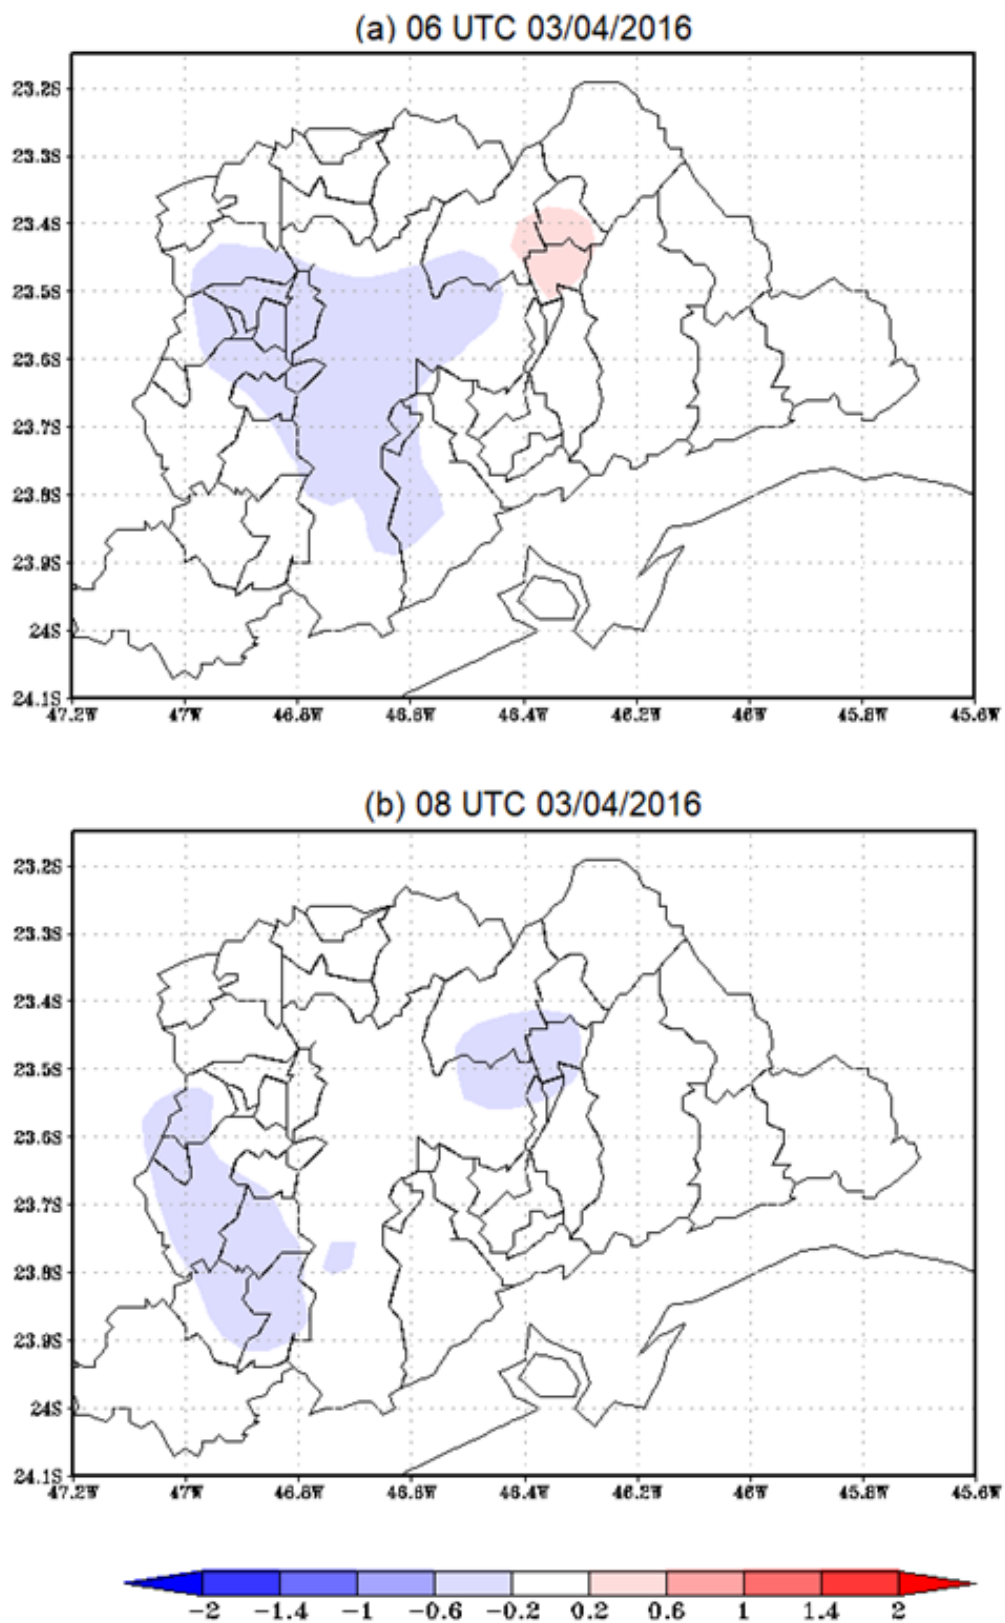 (a) 06 UTC 03/04/2016
23.2S
23.3S
23.4S
23.5S
23.6S
23.7S
23.8S
23.9S
24S
24.1S
47.2W 47W 46.8W 46.6W 46.4W 46.2W 46W 45.8W 45.6W
(b) 08 UTC 03/04/2016
23.2S
23.3S
23.4S
23.5S
23.6S
23.7S
23.8S
23.9S
24S
24.1S
47.2W 47W 46.8W 46.6W 46.4W 46.2W 46W 45.8W 45.6W
-2 -1.4 -1 -0.6 -0.2 0.2 0.6 1 1.4 2